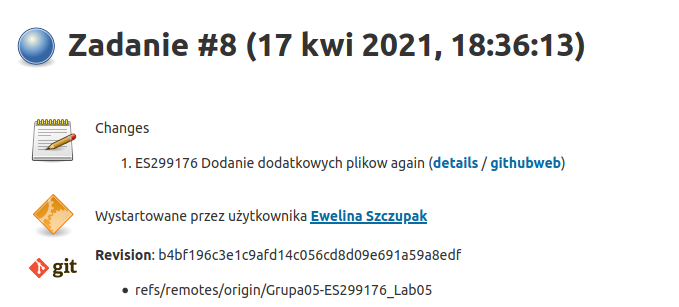 Zadanie #8 (17 kwi 2021, 18:36:13)
Changes
1. ES299176 Dodanie dodatkowych plikow again (details / githubweb)
Wystartowane przez użytkownika Ewelina Szczupak
git
Revision: b4bf196c3e1c9afd14c056cd8d09e691a59a8edf
• refs/remotes/origin/Grupa05-ES299176_Lab05